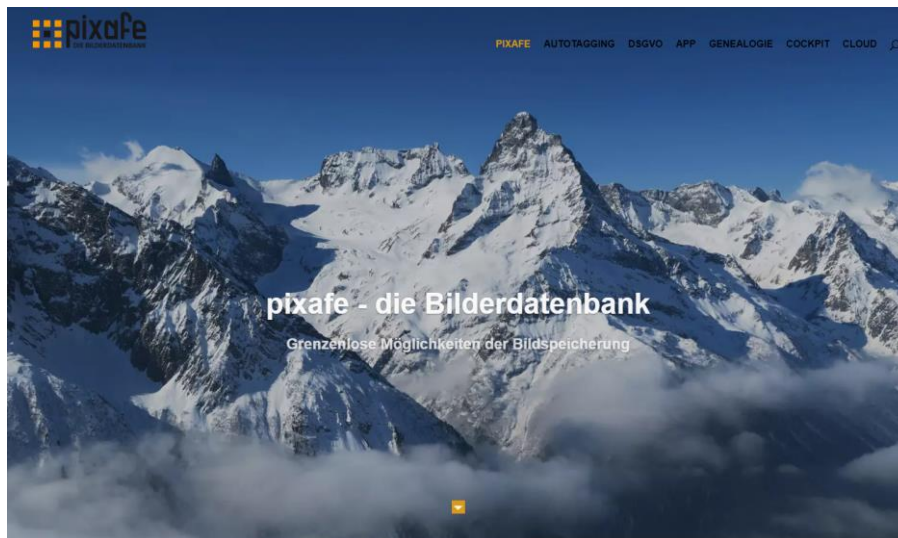 pixafe
DIE BILDERDATENBANK
PIXAFE AUTOTAGGING DSGVO APP GENEALOGIE COCKPIT CLOUD
pixafe - die Bilderdatenbank
Grenzenlose Möglichkeiten der Bildspeicherung